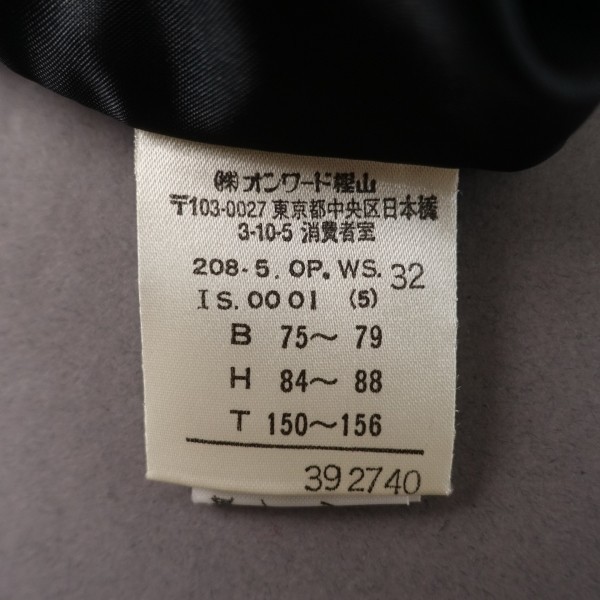 ㈱オンワード樫山
〒103-0027 東京都中央区日本橋
3-10-5 消費者室
208-5. OP. WS. 32
IS. 0001 (5)
B 75〜 79
H 84〜 88
T 150〜156
392740